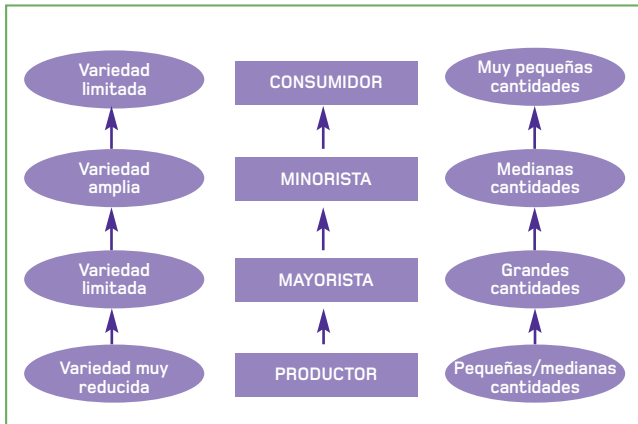 Variedad
limitada
CONSUMIDOR
Muy pequeñas
cantidades
Variedad
amplia
MINORISTA
Medianas
cantidades
Variedad
limitada
MAYORISTA
Grandes
cantidades
Variedad muy
reducida
PRODUCTOR
Pequeñas/medianas
cantidades